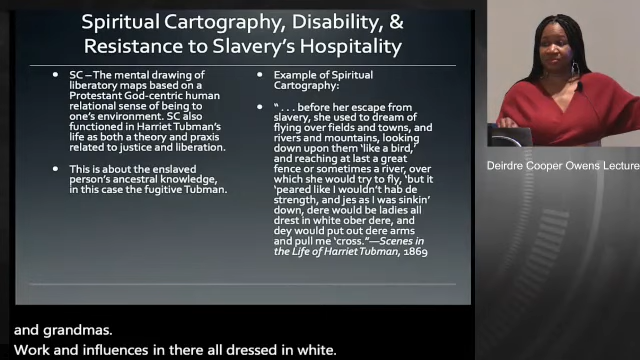 Spiritual Cartography, Disability, &
Resistance to Slavery's Hospitality
• SC – The mental drawing of
liberatory maps based on a
Protestant God-centric human
relational sense of being to
one's environment. SC also
functioned in Harriet Tubman's
life as both a theory and praxis
related to justice and liberation.
• This is about the enslaved
person's ancestral knowledge,
in this case the fugitive Tubman.
• Example of Spiritual
Cartography:
• " . . . before her escape from
slavery, she used to dream of
flying over fields and towns, and
rivers and mountains, looking
down upon them 'like a bird,'
and reaching at last a great
fence or sometimes a river, over
which she would try to fly, 'but it
'peared like I wouldn't hab de
strength, and jes as I was sinkin'
down, dere would be ladies all
drest in white ober dere, and
dey would put out dere arms
and pull me 'cross."—Scenes in
the Life of Harriet Tubman, 1869
Deirdre Cooper Owens Lecture
and grandmas.
Work and influences in there all dressed in white.